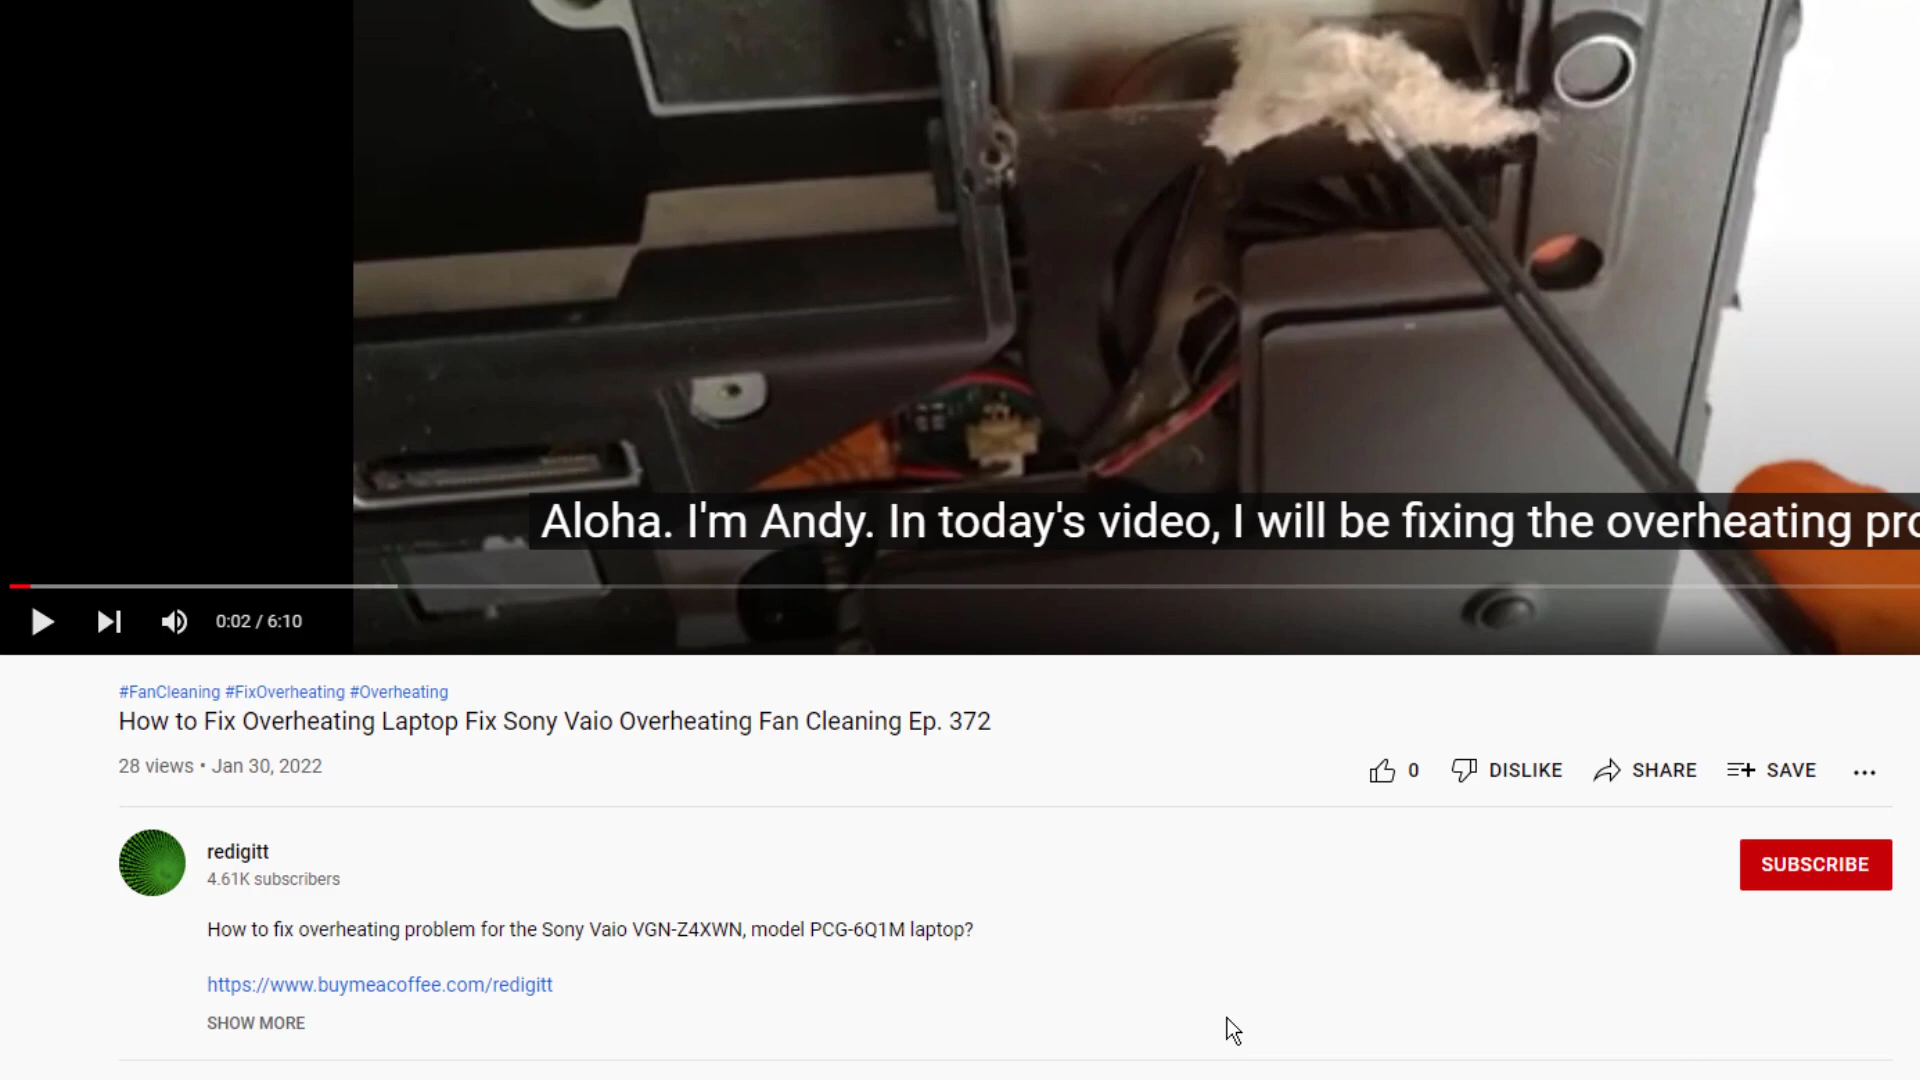 Aloha. I'm Andy. In today's video, I will be fixing the overheating
0:02 / 6:10
#FanCleaning #FixOverheating #Overheating
How to Fix Overheating Laptop Fix Sony Vaio Overheating Fan Cleaning Ep. 372
28 views • Jan 30, 2022
0 DISLIKE SHARE SAVE ...
redigitt
4.61K subscribers
SUBSCRIBE
How to fix overheating problem for the Sony Vaio VGN-Z4XWN, model PCG-6Q1M laptop?
https://www.buymeacoffee.com/redigitt
SHOW MORE